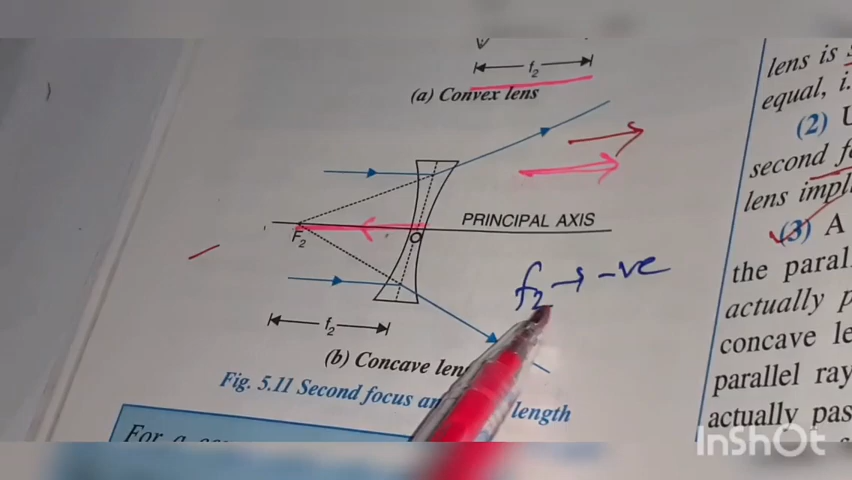 f2
(a) Convex lens
F2
O
PRINCIPAL AXIS
f2 → -ve
f2
(b) Concave len
Fig. 5.11 Second focus an length
lens is
equal, i.
(2) U
second f
lens impl
(3) A
the paral
actually p
concave le
parallel ray
actually pas
For a
InShOt